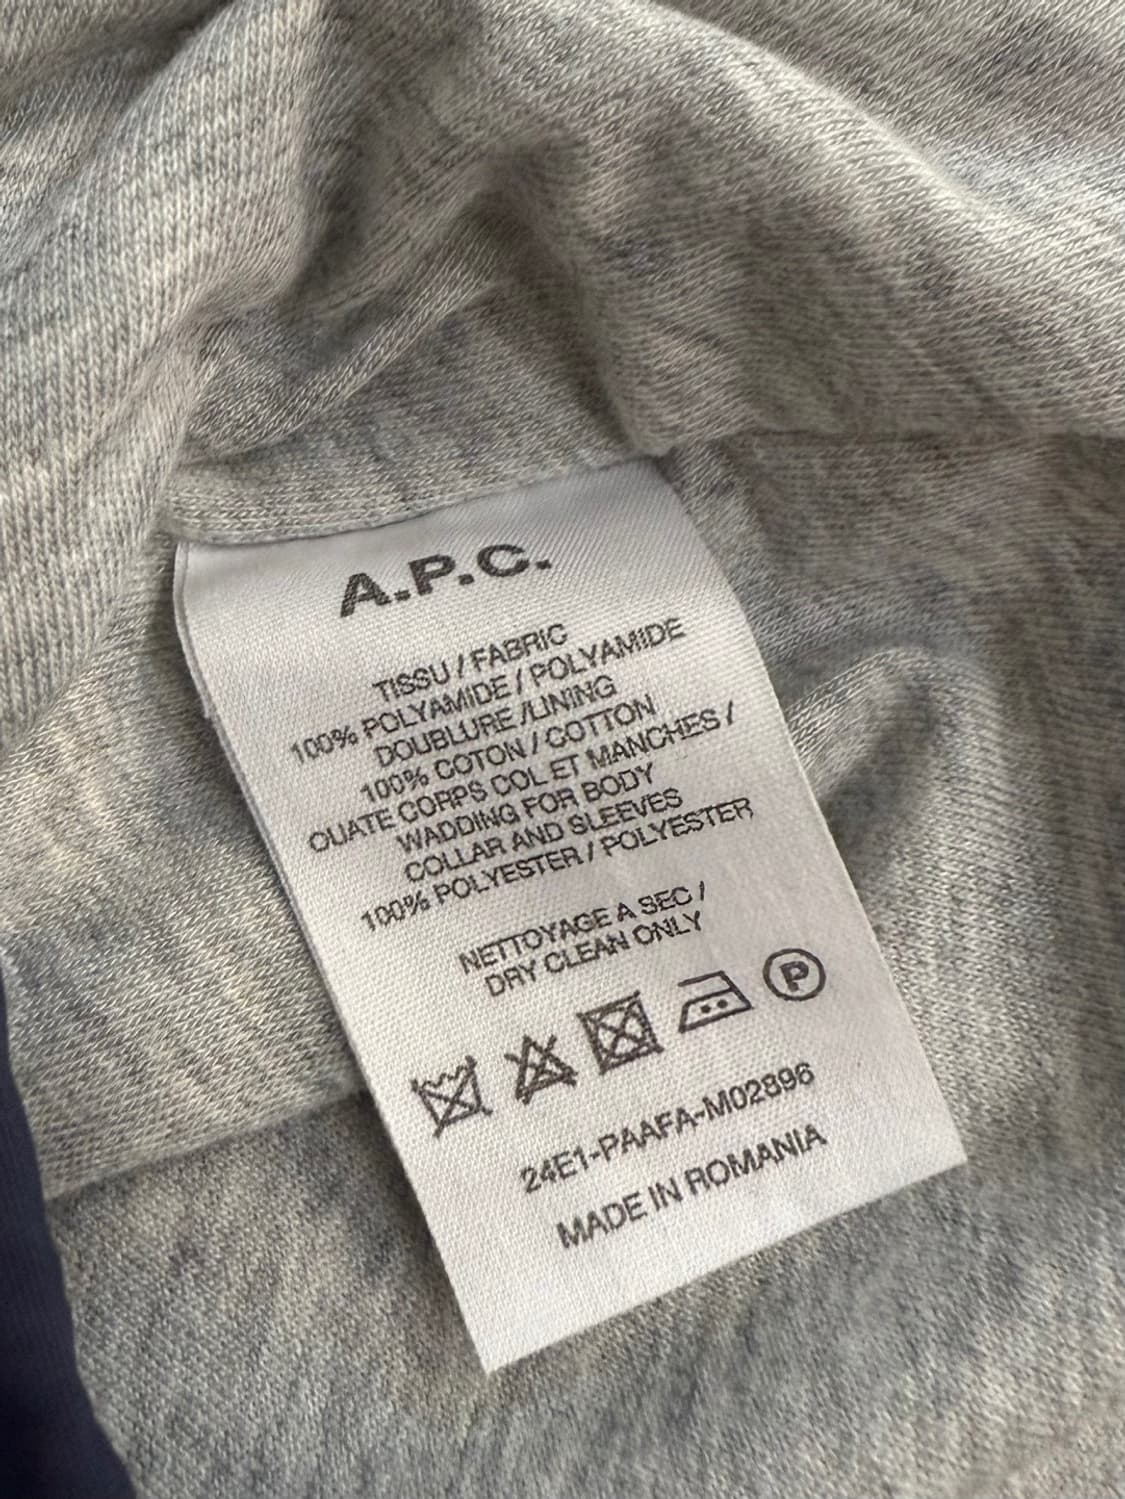 A.P.C.
TISSU / FABRIC
100% POLYAMIDE / POLYAMIDE
DOUBLURE /LINING
100% COTON / COTTON
OUATE CORPS COL ET MANCHES /
WADDING FOR BODY
COLLAR AND SLEEVES
100% POLYESTER / POLYESTER
NETTOYAGE A SEC /
DRY CLEAN ONLY
P
24E1-PAAFA-M02896
MADE IN ROMANIA